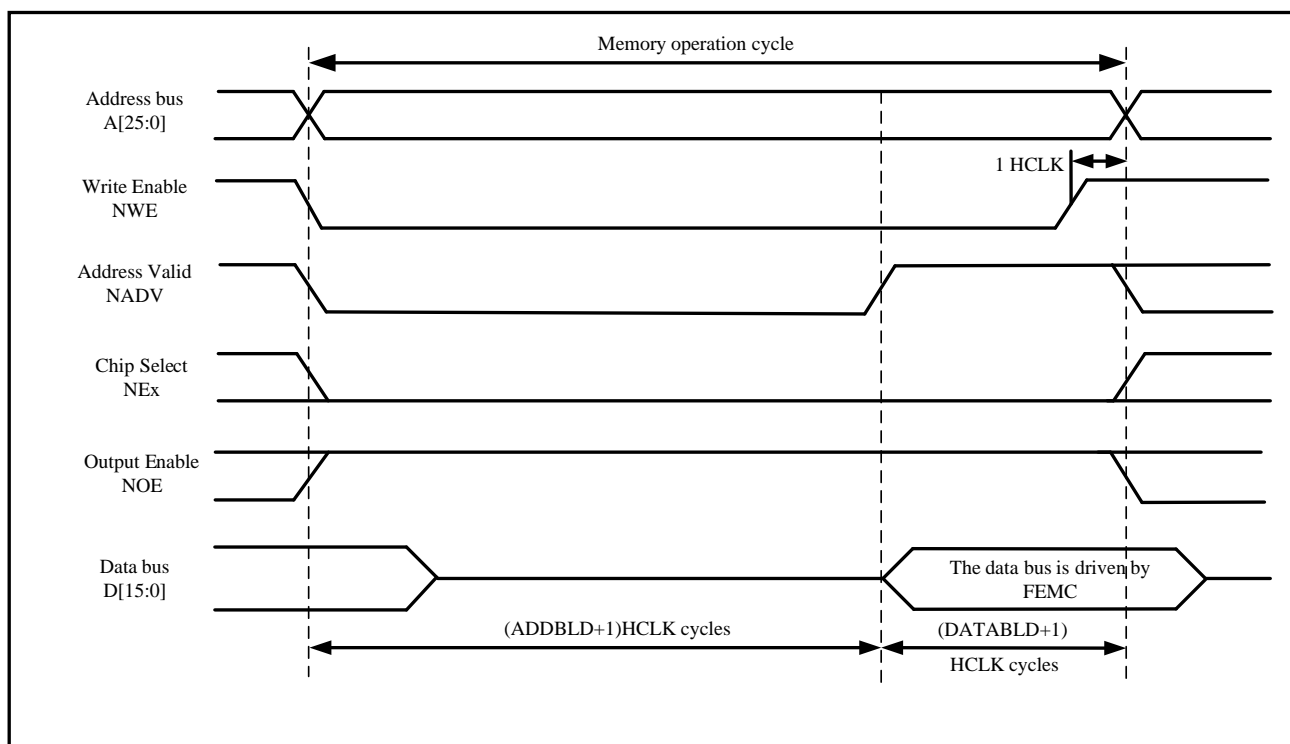 Memory operation cycle
Address bus
A[25:0]
1 HCLK
Write Enable
NWE
Address Valid
NADV
Chip Select
NEx
Output Enable
NOE
Data bus
D[15:0]
The data bus is driven by
FEMC
(ADDBLD+1)HCLK cycles
(DATABLD+1)
HCLK cycles